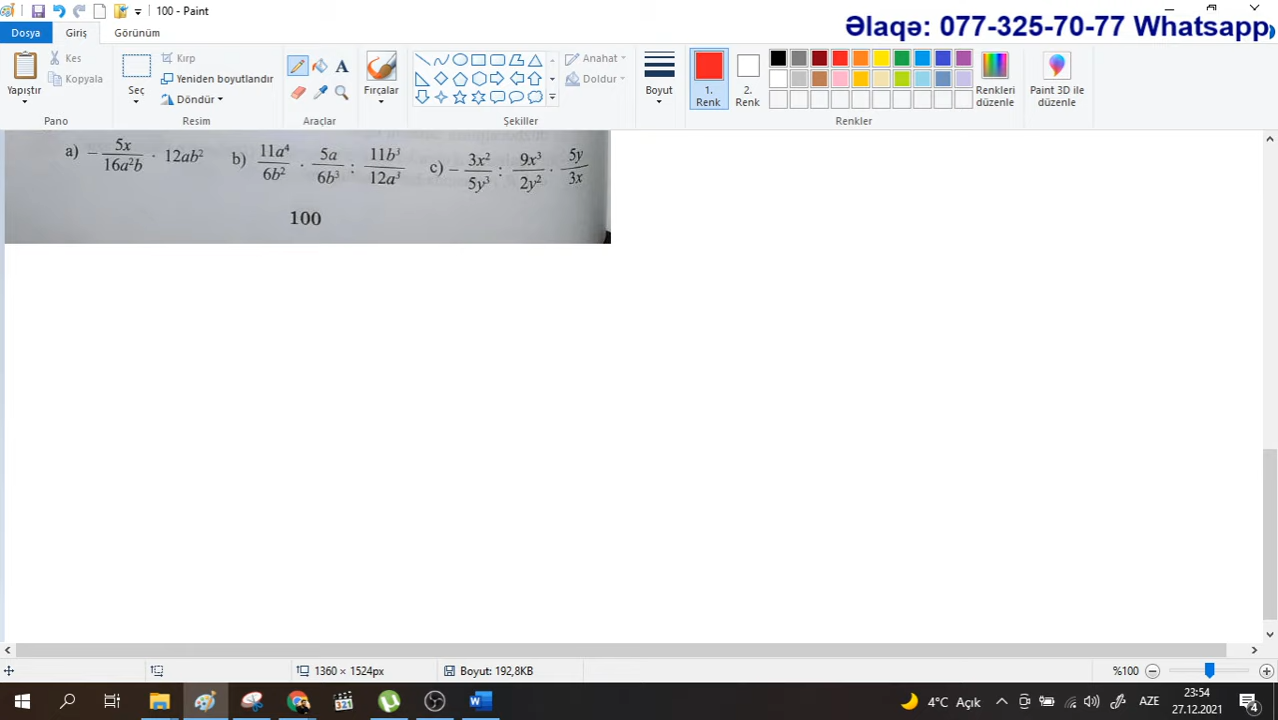 100 - Paint
Əlaqə: 077-325-70-77 Whatsapp
Dosya Giriş Görünüm
Yapıştır Kes Kopyala
Seç Kırp Yeniden boyutlandır Döndür
A
Fırçalar
Anahat Doldur
Boyut
1. Renk 2. Renk
Renkleri düzenle
Paint 3D ile düzenle
Pano Resim Araçlar Şekiller Renkler
a) − 5x/16a²b · 12ab² b) 11a⁴/6b² · 5a/6b³ : 11b³/12a³ c) − 3x²/5y³ : 9x³/2y² · 5y/3x
100
1360 × 1524px Boyut: 192,8KB %100
4°C Açık AZE 23:54
27.12.2021 4